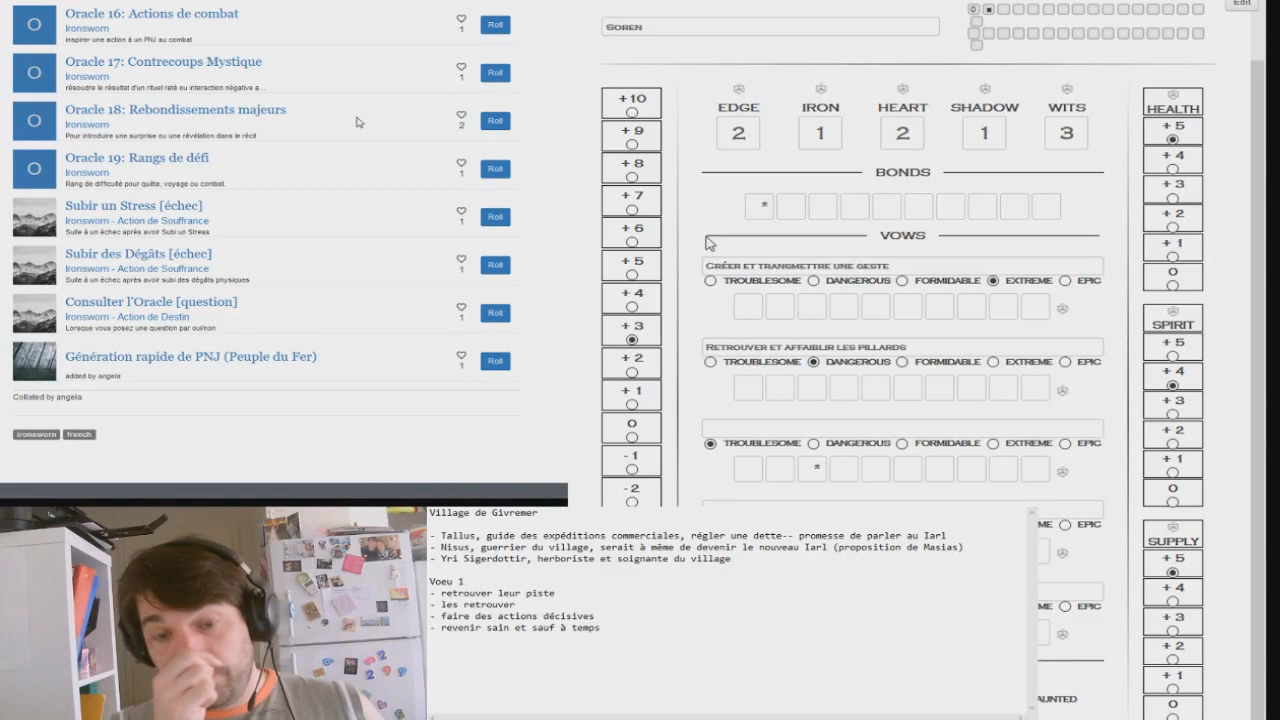 Oracle 16: Actions de combat
Ironsworn
inspirer une action à un PNJ au combat
1
Roll
Oracle 17: Contrecoups Mystique
Ironsworn
résoudre le résultat d'un rituel raté ou interaction négative a...
1
Roll
Oracle 18: Rebondissements majeurs
Ironsworn
Pour introduire une surprise ou une révélation dans le récit
2
Roll
Oracle 19: Rangs de défi
Ironsworn
Rang de difficulté pour quête, voyage ou combat.
1
Roll
Subir un Stress [échec]
Ironsworn - Action de Souffrance
Suite à un échec après avoir Subi un Stress
1
Roll
Subir des Dégâts [échec]
Ironsworn - Action de Souffrance
Suite à un échec après avoir subi des dégâts physiques
1
Roll
Consulter l'Oracle [question]
Ironsworn - Action de Destin
Lorsque vous posez une question par oui/non
1
Roll
Génération rapide de PNJ (Peuple du Fer)
added by angela
1
Roll
Collated by angela
ironsworn french
Edit
SOREN
0
+10
+9
+8
+7
+6
+5
+4
+3
+2
+1
0
-1
-2
EDGE IRON HEART SHADOW WITS
2 1 2 1 3
BONDS
*
VOWS
CRÉER ET TRANSMETTRE UNE GESTE
TROUBLESOME DANGEROUS FORMIDABLE EXTREME EPIC
RETROUVER ET AFFAIBLIR LES PILLARDS
TROUBLESOME DANGEROUS FORMIDABLE EXTREME EPIC
TROUBLESOME DANGEROUS FORMIDABLE EXTREME EPIC
*
ME EPIC
ME EPIC
AUNTED
HEALTH
+5
+4
+3
+2
+1
0
SPIRIT
+5
+4
+3
+2
+1
0
SUPPLY
+5
+4
+3
+2
+1
0
Village de Givremer
- Tallus, guide des expéditions commerciales, régler une dette-- promesse de parler au Iarl
- Nisus, guerrier du village, serait à même de devenir le nouveau Iarl (proposition de Masias)
- Yri Sigerdottir, herboriste et soignante du village
Voeu 1
- retrouver leur piste
- les retrouver
- faire des actions décisives
- revenir sain et sauf à temps